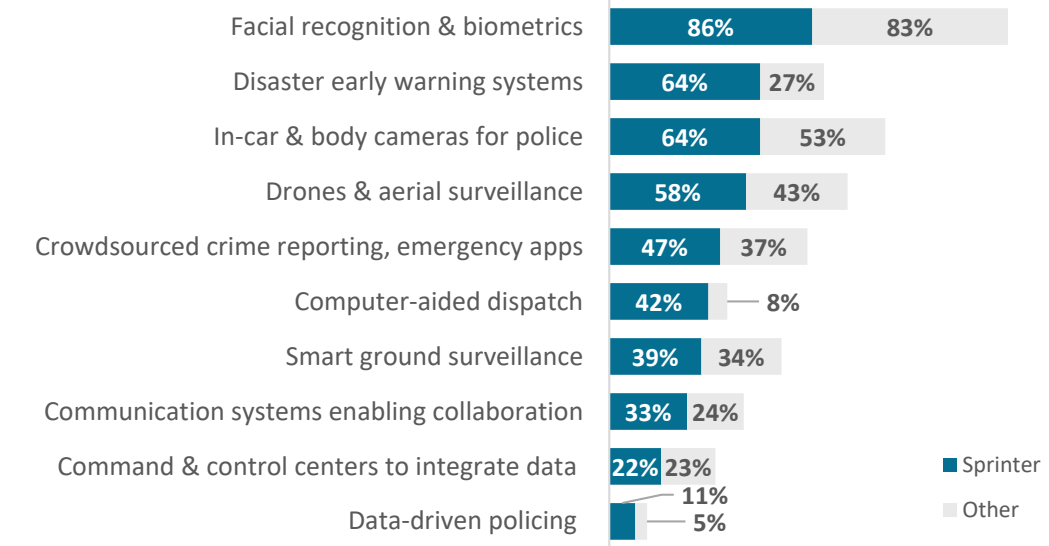 Facial recognition & biometrics 86% 83%
Disaster early warning systems 64% 27%
In-car & body cameras for police 64% 53%
Drones & aerial surveillance 58% 43%
Crowdsourced crime reporting, emergency apps 47% 37%
Computer-aided dispatch 42% 8%
Smart ground surveillance 39% 34%
Communication systems enabling collaboration 33% 24%
Command & control centers to integrate data 22% 23%
Sprinter
11%
Data-driven policing 5%
Other